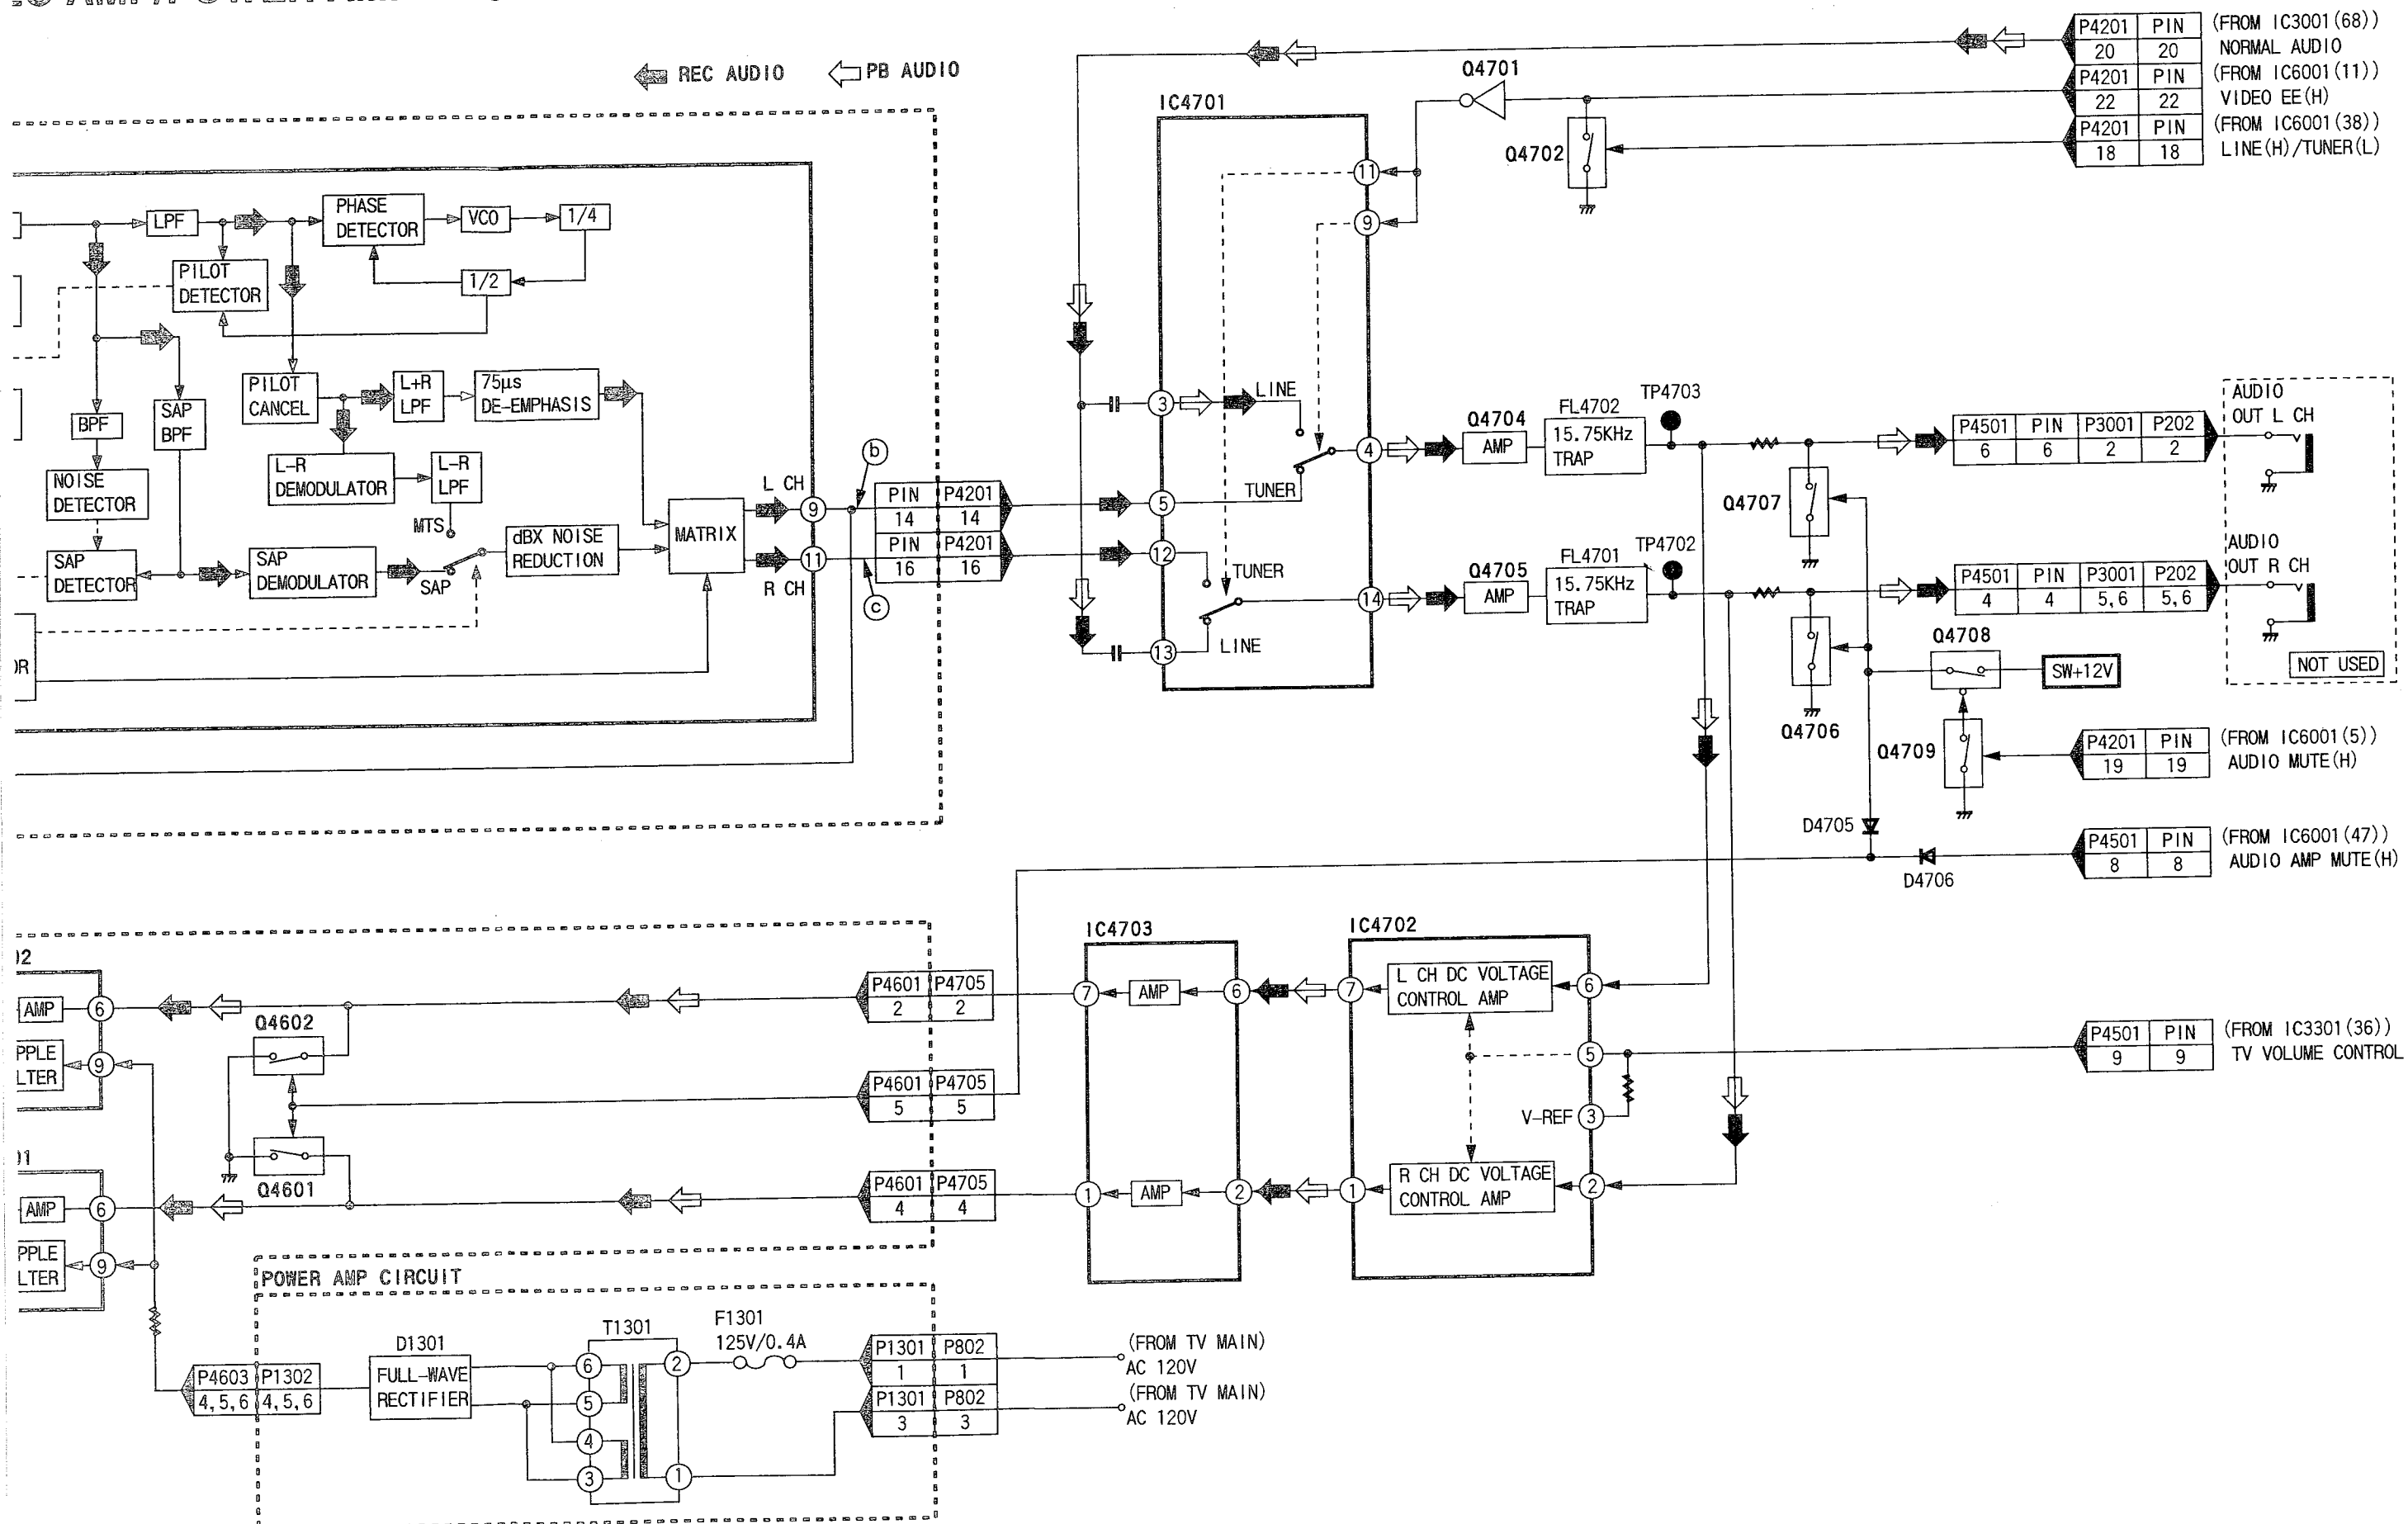 REC AUDIO
PB AUDIO
P4201 PIN (FROM IC3001(68))
20 20 NORMAL AUDIO
P4201 PIN (FROM IC6001(11))
22 22 VIDEO EE(H)
P4201 PIN (FROM IC6001(38))
18 18 LINE(H)/TUNER(L)
Q4701
IC4701
Q4702
11
9
LPF
PHASE
DETECTOR
VCO
1/4
PILOT
DETECTOR
1/2
PILOT
CANCEL
L+R
LPF
75µs
DE-EMPHASIS
BPF
SAP
BPF
L-R
DEMODULATOR
L-R
LPF
NOISE
DETECTOR
MTS
SAP
DETECTOR
SAP
DEMODULATOR
SAP
dBX NOISE
REDUCTION
MATRIX
L CH
9
R CH
11
b
c
PIN P4201
14 14
PIN P4201
16 16
3
LINE
5
TUNER
4
12
TUNER
14
13
LINE
Q4704
AMP
FL4702
15.75KHz
TRAP
TP4703
Q4705
AMP
FL4701
15.75KHz
TRAP
TP4702
Q4707
Q4706
P4501 PIN P3001 P202
6 6 2 2
P4501 PIN P3001 P202
4 4 5,6 5,6
AUDIO
OUT L CH
AUDIO
OUT R CH
NOT USED
Q4708
SW+12V
Q4709
P4201 PIN (FROM IC6001(5))
19 19 AUDIO MUTE(H)
D4705
D4706
P4501 PIN (FROM IC6001(47))
8 8 AUDIO AMP MUTE(H)
IC4703
IC4702
AMP
6
9
Q4602
P4601 P4705
2 2
7
AMP
6
7
L CH DC VOLTAGE
CONTROL AMP
6
5
P4501 PIN (FROM IC3301(36))
9 9 TV VOLUME CONTROL
P4601 P4705
5 5
V-REF
3
Q4601
AMP
6
9
P4601 P4705
4 4
1
AMP
2
1
R CH DC VOLTAGE
CONTROL AMP
2
POWER AMP CIRCUIT
P4603 P1302
4,5,6 4,5,6
D1301
FULL-WAVE
RECTIFIER
T1301
6
5
4
3
2
1
F1301
125V/0.4A
P1301 P802
1 1
(FROM TV MAIN)
AC 120V
P1301 P802
3 3
(FROM TV MAIN)
AC 120V